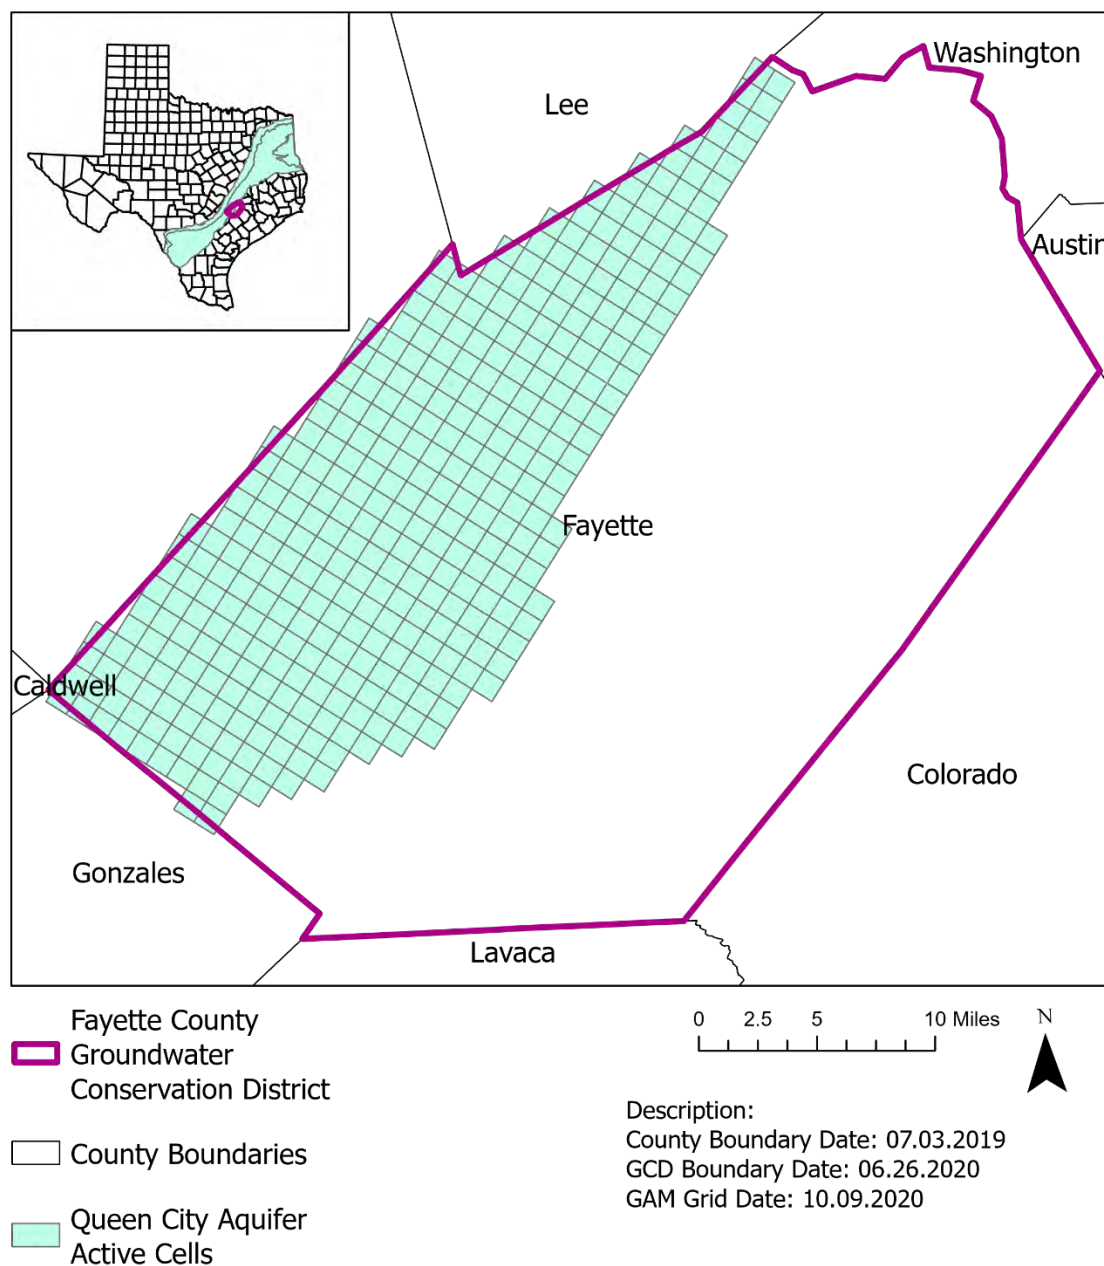 Washington
Lee
Austin
Fayette
Caldwell
Colorado
Gonzales
Lavaca
Fayette County
Groundwater
Conservation District
County Boundaries
Queen City Aquifer
Active Cells
0 2.5 5 10 Miles
N
Description:
County Boundary Date: 07.03.2019
GCD Boundary Date: 06.26.2020
GAM Grid Date: 10.09.2020